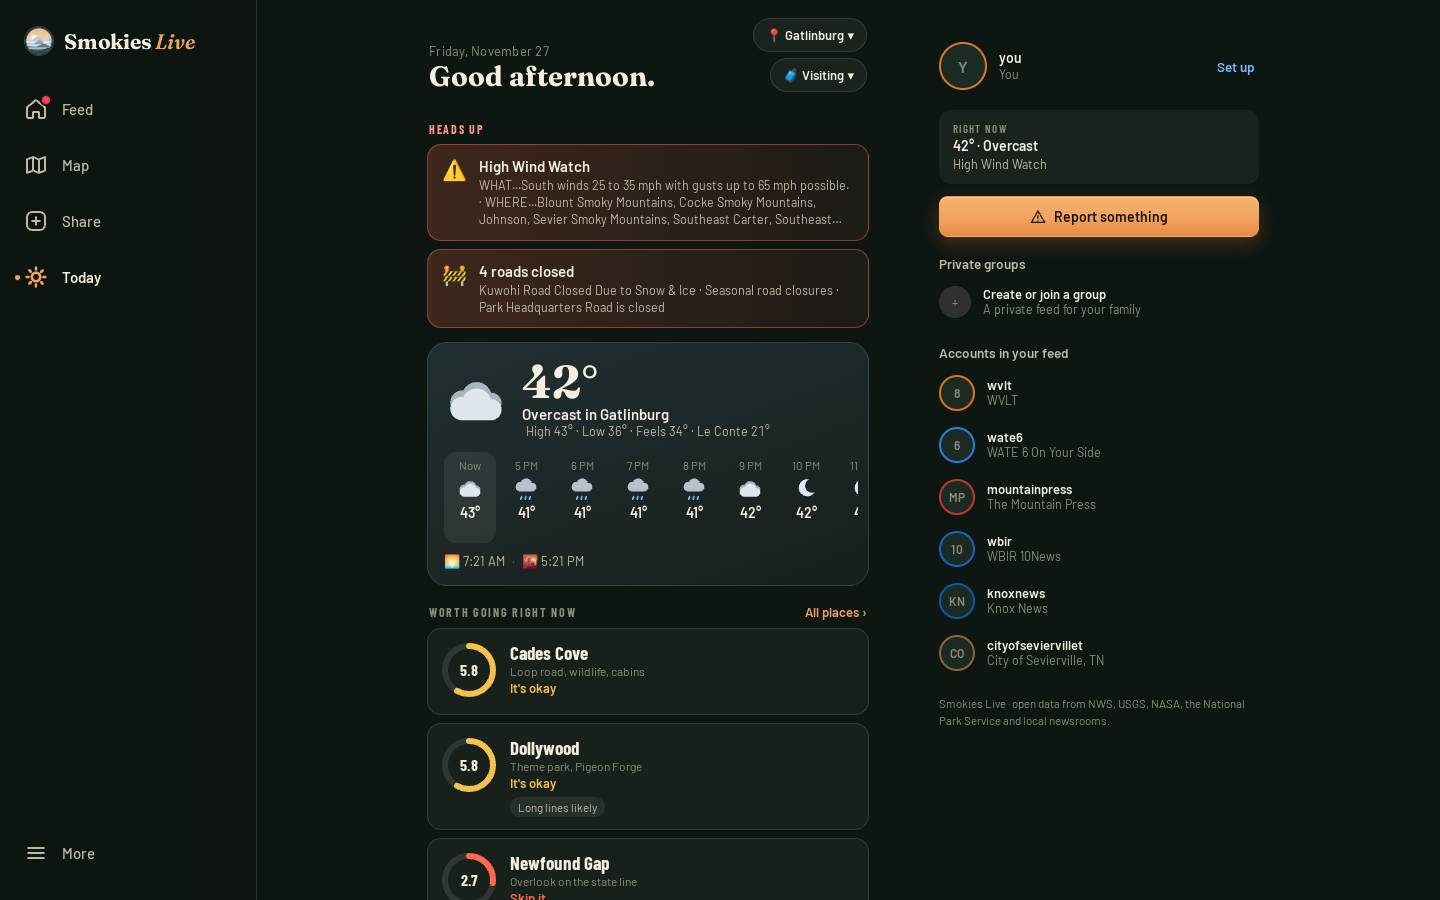 Smokies Live
Feed
Map
Share
Today
More
Friday, November 27
Good afternoon.
📍 Gatlinburg ▾
🧳 Visiting ▾
HEADS UP
High Wind Watch
WHAT...South winds 25 to 35 mph with gusts up to 65 mph possible.
· WHERE...Blount Smoky Mountains, Cocke Smoky Mountains,
Johnson, Sevier Smoky Mountains, Southeast Carter, Southeast...
4 roads closed
Kuwohi Road Closed Due to Snow & Ice · Seasonal road closures ·
Park Headquarters Road is closed
42°
Overcast in Gatlinburg
High 43° · Low 36° · Feels 34° · Le Conte 21°
Now 5 PM 6 PM 7 PM 8 PM 9 PM 10 PM 11
43° 41° 41° 41° 41° 42° 42° 4
7:21 AM · 5:21 PM
WORTH GOING RIGHT NOW
All places ›
5.8
Cades Cove
Loop road, wildlife, cabins
It's okay
5.8
Dollywood
Theme park, Pigeon Forge
It's okay
Long lines likely
2.7
Newfound Gap
Overlook on the state line
Skip it
Y
you
You
Set up
RIGHT NOW
42° · Overcast
High Wind Watch
Report something
Private groups
+
Create or join a group
A private feed for your family
Accounts in your feed
8
wvlt
WVLT
6
wate6
WATE 6 On Your Side
MP
mountainpress
The Mountain Press
10
wbir
WBIR 10News
KN
knoxnews
Knox News
CO
cityofseviervillet
City of Sevierville, TN
Smokies Live · open data from NWS, USGS, NASA, the National
Park Service and local newsrooms.